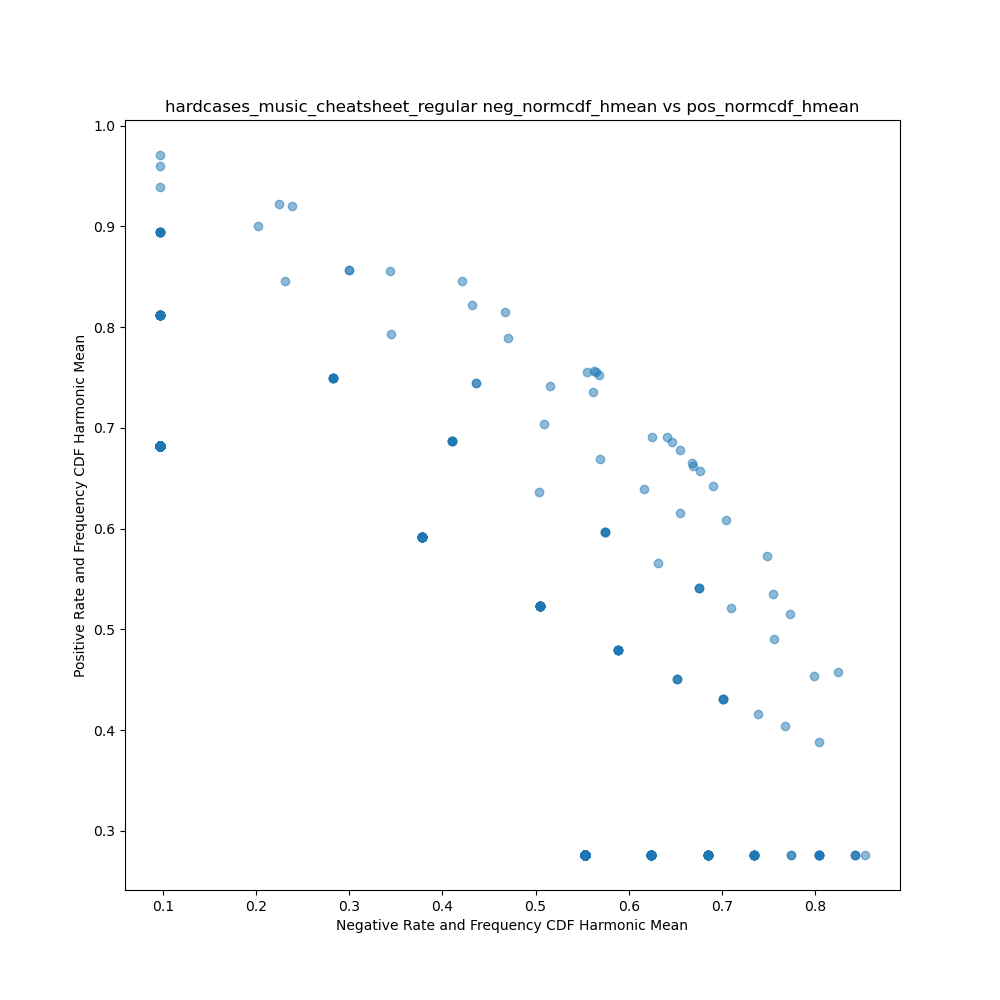 hardcases_music_cheatsheet_regular neg_normcdf_hmean vs pos_normcdf_hmean
Positive Rate and Frequency CDF Harmonic Mean
1.0
0.9
0.8
0.7
0.6
0.5
0.4
0.3
0.1 0.2 0.3 0.4 0.5 0.6 0.7 0.8
Negative Rate and Frequency CDF Harmonic Mean